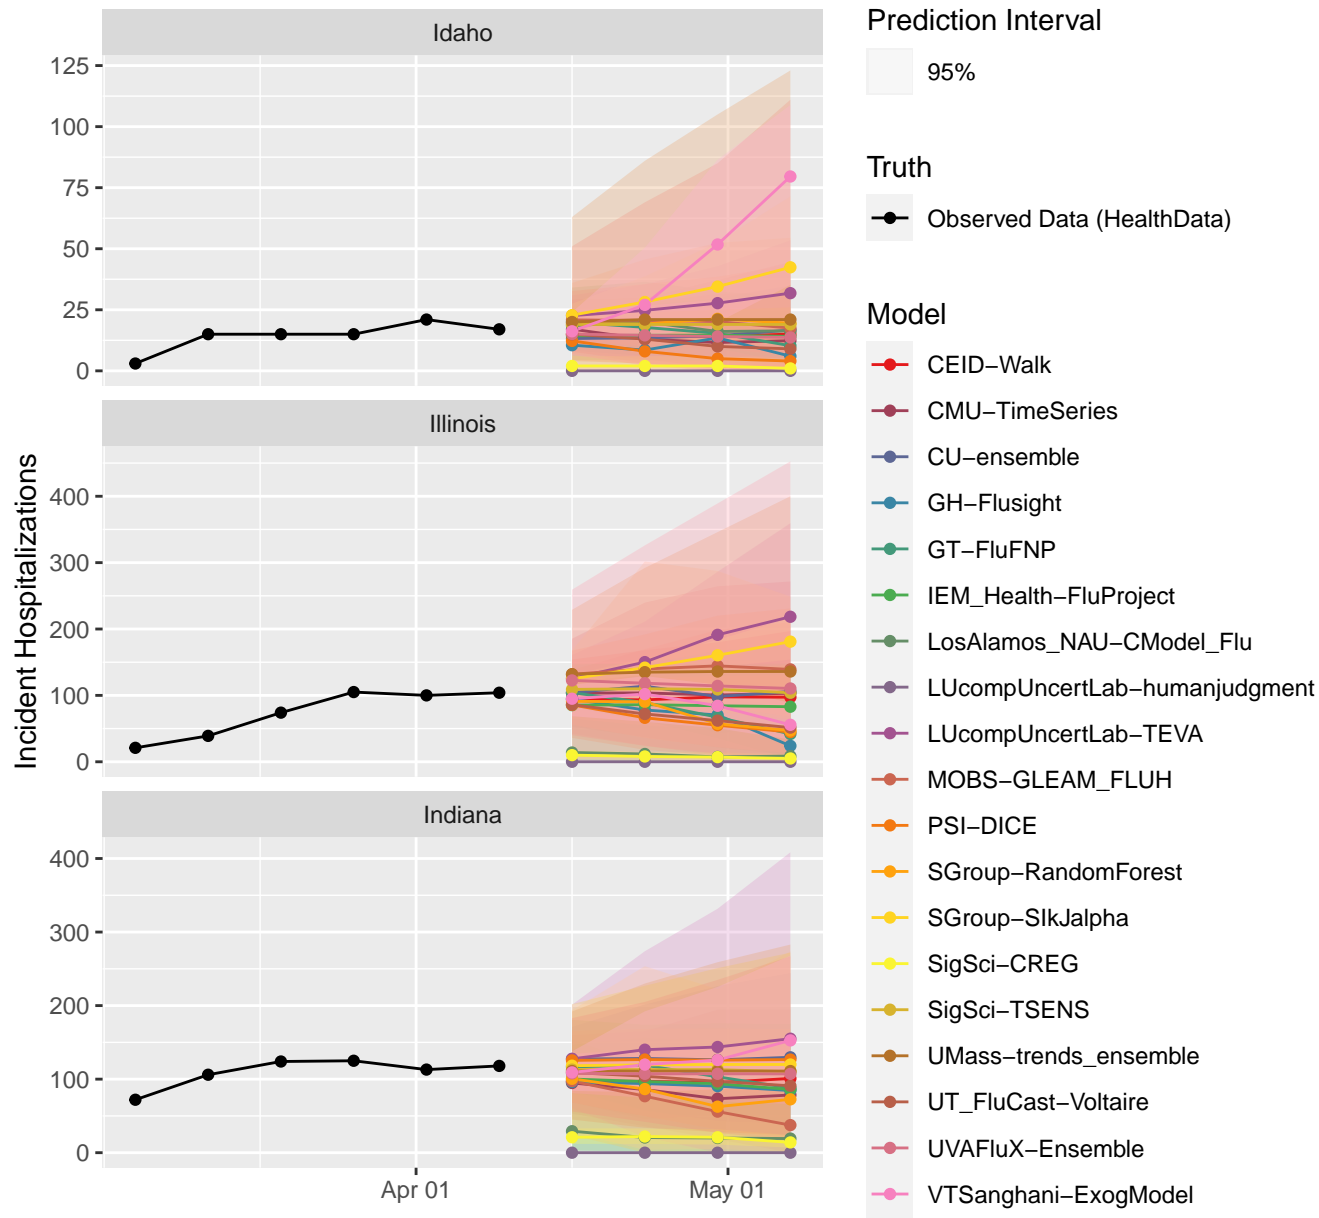 Idaho
125
100
75
50
25
0
Illinois
400
300
200
100
0
Indiana
400
300
200
100
0
Apr 01
May 01
Incident Hospitalizations
Prediction Interval
95%
Truth
Observed Data (HealthData)
Model
CEID−Walk
CMU−TimeSeries
CU−ensemble
GH−Flusight
GT−FluFNP
IEM_Health−FluProject
LosAlamos_NAU−CModel_Flu
LUcompUncertLab−humanjudgment
LUcompUncertLab−TEVA
MOBS−GLEAM_FLUH
PSI−DICE
SGroup−RandomForest
SGroup−SIkJalpha
SigSci−CREG
SigSci−TSENS
UMass−trends_ensemble
UT_FluCast−Voltaire
UVAFluX−Ensemble
VTSanghani−ExogModel